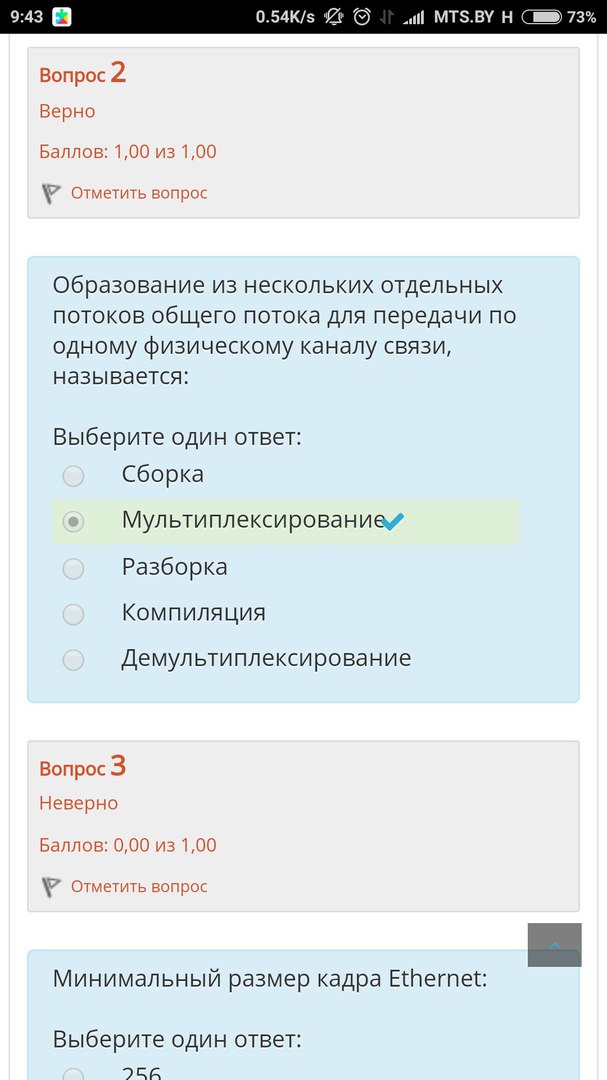 9:43 0.54K/s MTS.BY H 73%
Вопрос 2
Верно
Баллов: 1,00 из 1,00
Отметить вопрос
Образование из нескольких отдельных
потоков общего потока для передачи по
одному физическому каналу связи,
называется:
Выберите один ответ:
Сборка
Мультиплексирование
Разборка
Компиляция
Демультиплексирование
Вопрос 3
Неверно
Баллов: 0,00 из 1,00
Отметить вопрос
Минимальный размер кадра Ethernet:
Выберите один ответ:
256